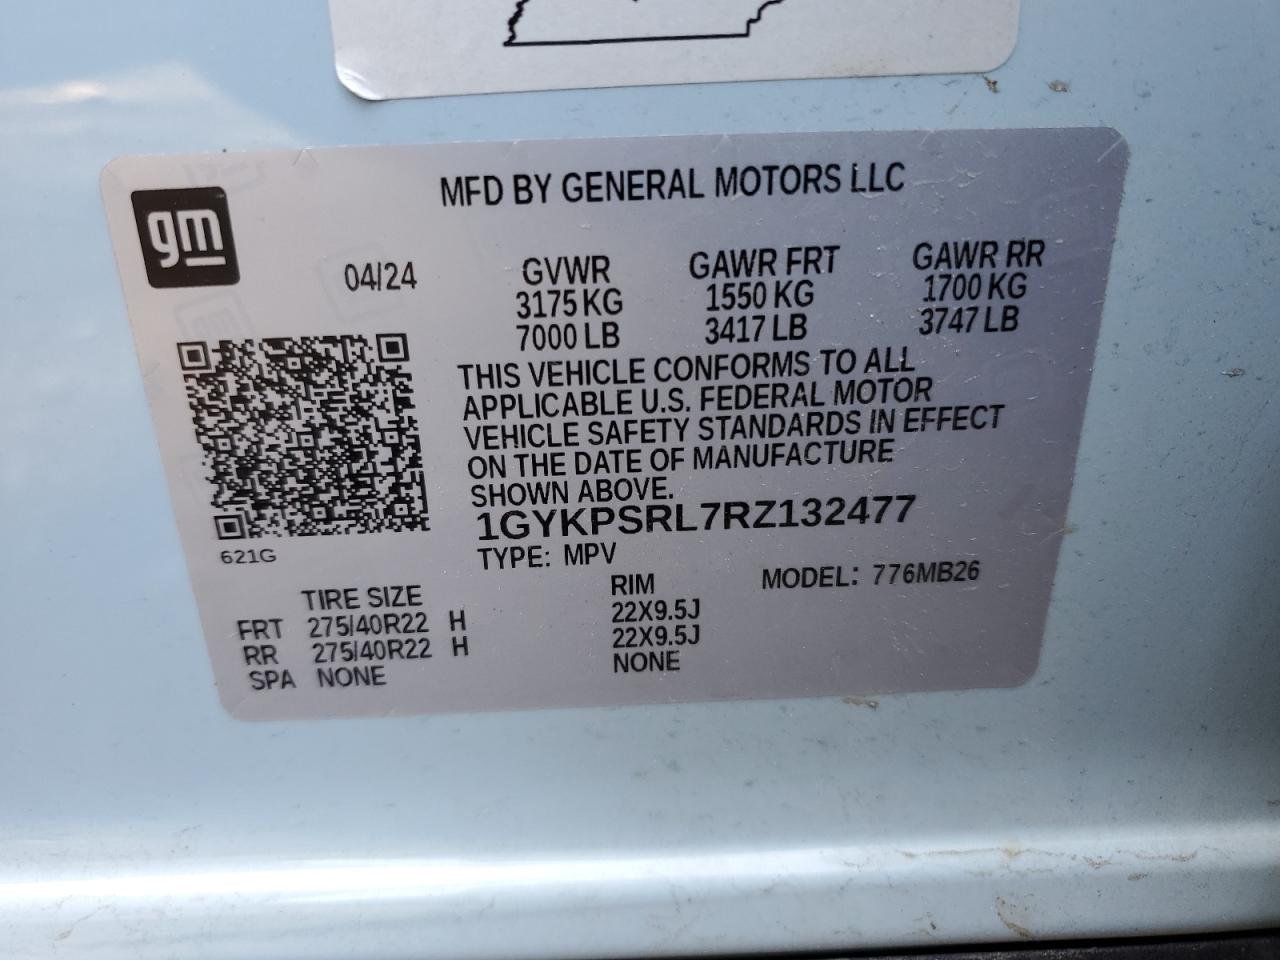 gm
MFD BY GENERAL MOTORS LLC
04/24
GVWR GAWR FRT GAWR RR
3175 KG 1550 KG 1700 KG
7000 LB 3417 LB 3747 LB
THIS VEHICLE CONFORMS TO ALL
APPLICABLE U.S. FEDERAL MOTOR
VEHICLE SAFETY STANDARDS IN EFFECT
ON THE DATE OF MANUFACTURE
SHOWN ABOVE.
1GYKPSRL7RZ132477
621G
TYPE: MPV
MODEL: 776MB26
TIRE SIZE RIM
FRT 275/40R22 H 22X9.5J
RR 275/40R22 H 22X9.5J
SPA NONE NONE